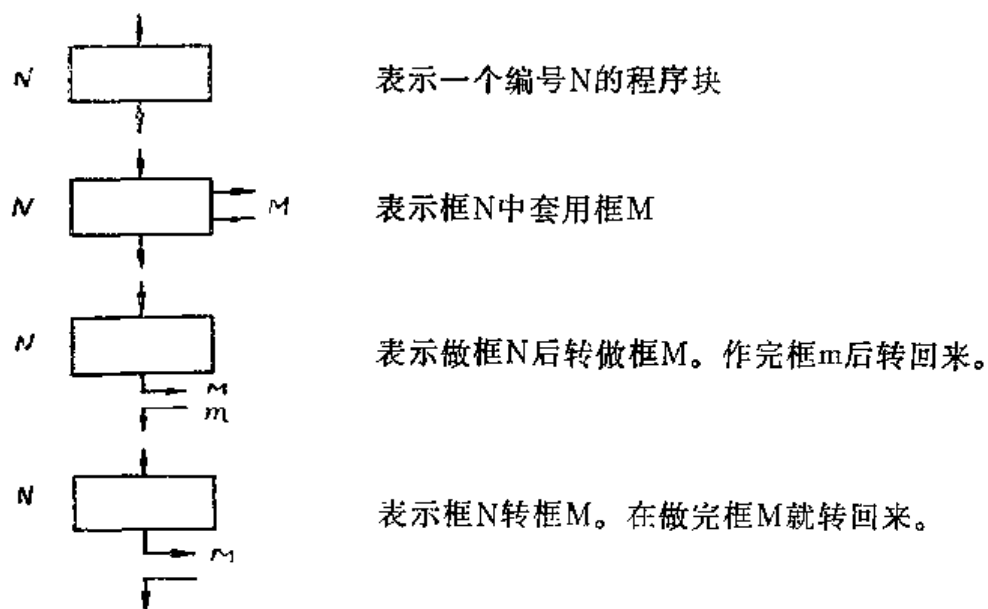 N 表示一个编号N的程序块
N M 表示框N中套用框M
N 表示做框N后转做框M。作完框m后转回来。
M
m
N 表示框N转框M。在做完框M就转回来。
M